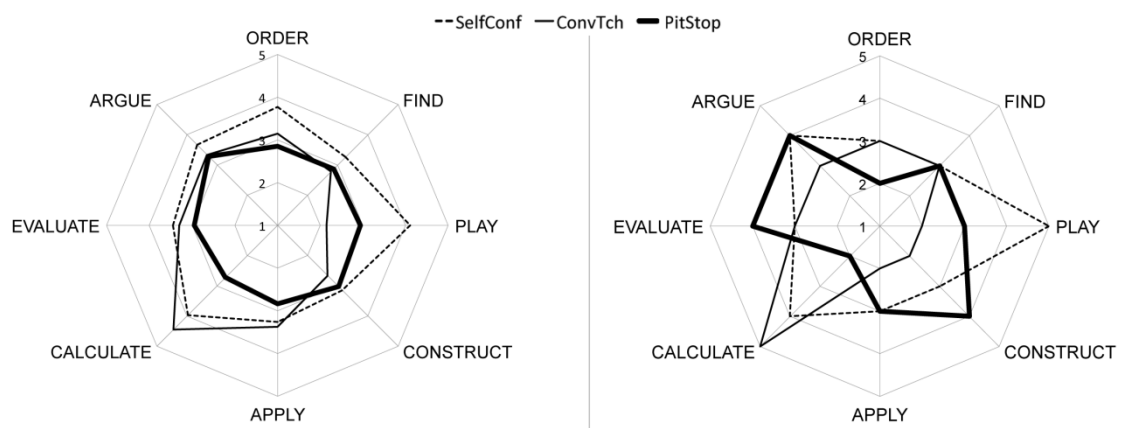 SelfConf ConvTch PitStop
ORDER
5
4
3
2
1
FIND
PLAY
CONSTRUCT
APPLY
CALCULATE
EVALUATE
ARGUE
ORDER
5
4
3
2
1
FIND
PLAY
CONSTRUCT
APPLY
CALCULATE
EVALUATE
ARGUE